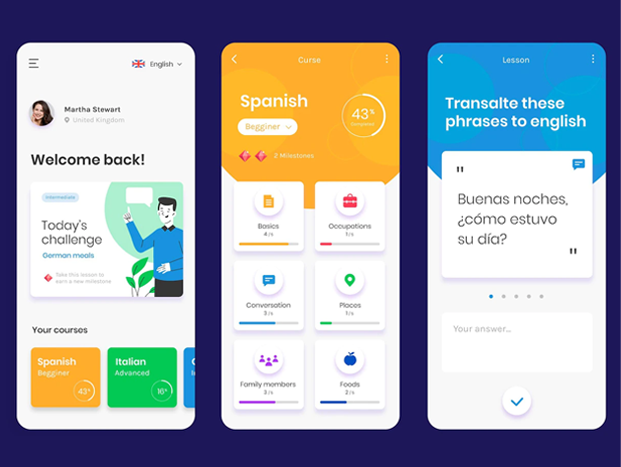 English
Martha Stewart
United Kingdom
Welcome back!
Intermediate
Today's
challenge
German meals
Take this lesson to
earn a new milestone
Your courses
Spanish
Begginer
43%
Italian
Advanced
16%
Curse
Spanish
Begginer
43%
2 Milestones
Basics
4/5
Occupations
1/5
Conversation
3/5
Places
1/5
Family members
3/5
Foods
2/5
Lesson
Transalte these
phrases to english
"
Buenas noches,
¿cómo estuvo
su día?
"
Your answer...